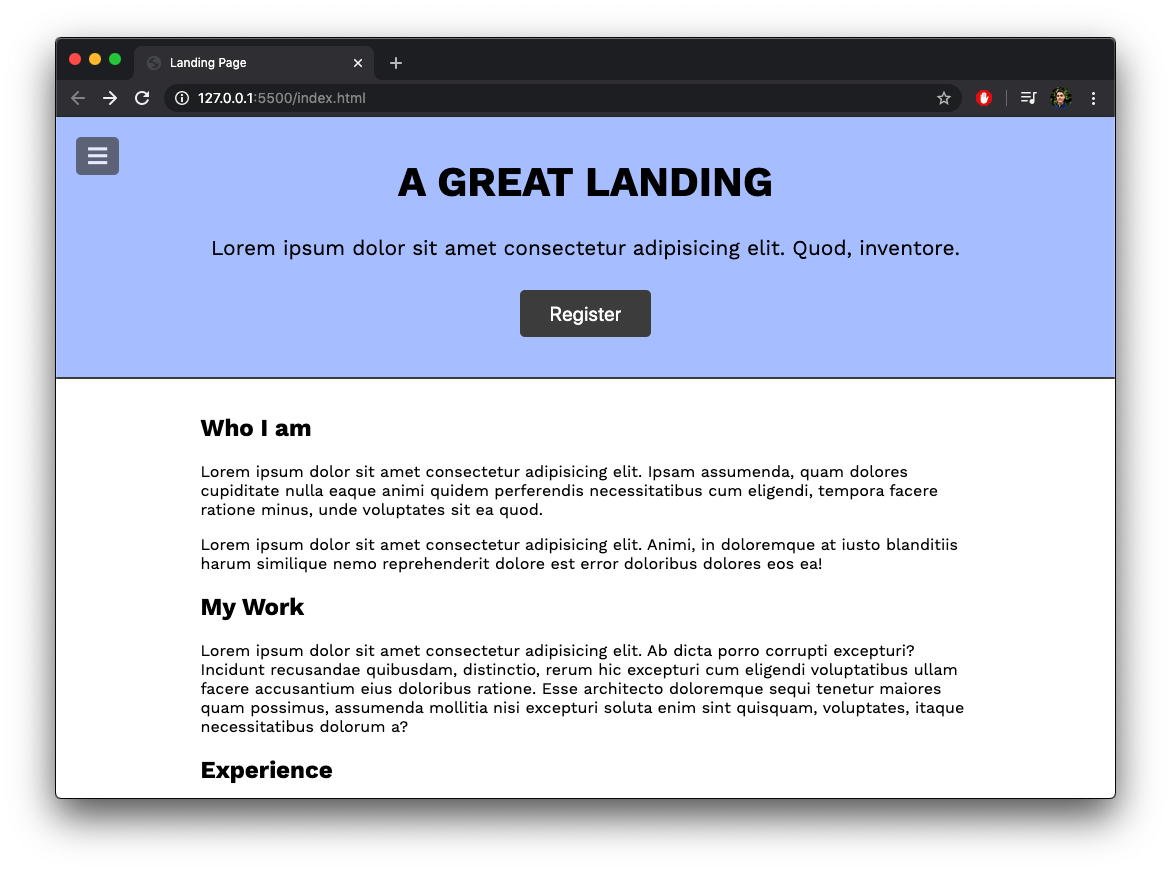 Landing Page
127.0.0.1:5500/index.html
A GREAT LANDING
Lorem ipsum dolor sit amet consectetur adipisicing elit. Quod, inventore.
Register
Who I am
Lorem ipsum dolor sit amet consectetur adipisicing elit. Ipsam assumenda, quam dolores
cupiditate nulla eaque animi quidem perferendis necessitatibus cum eligendi, tempora facere
ratione minus, unde voluptates sit ea quod.
Lorem ipsum dolor sit amet consectetur adipisicing elit. Animi, in doloremque at iusto blanditiis
harum similique nemo reprehenderit dolore est error doloribus dolores eos ea!
My Work
Lorem ipsum dolor sit amet consectetur adipisicing elit. Ab dicta porro corrupti excepturi?
Incidunt recusandae quibusdam, distinctio, rerum hic excepturi cum eligendi voluptatibus ullam
facere accusantium eius doloribus ratione. Esse architecto doloremque sequi tenetur maiores
quam possimus, assumenda mollitia nisi excepturi soluta enim sint quisquam, voluptates, itaque
necessitatibus dolorum a?
Experience